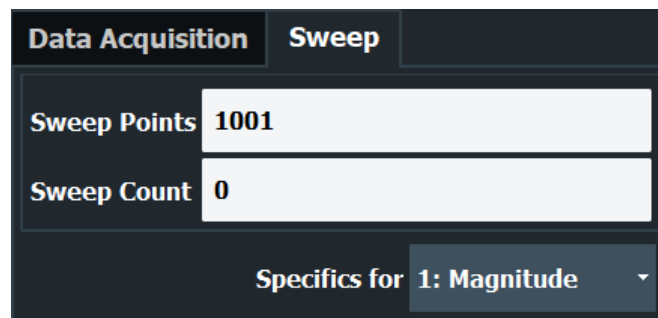 Data Acquisition Sweep
Sweep Points 1001
Sweep Count 0
Specifics for 1: Magnitude